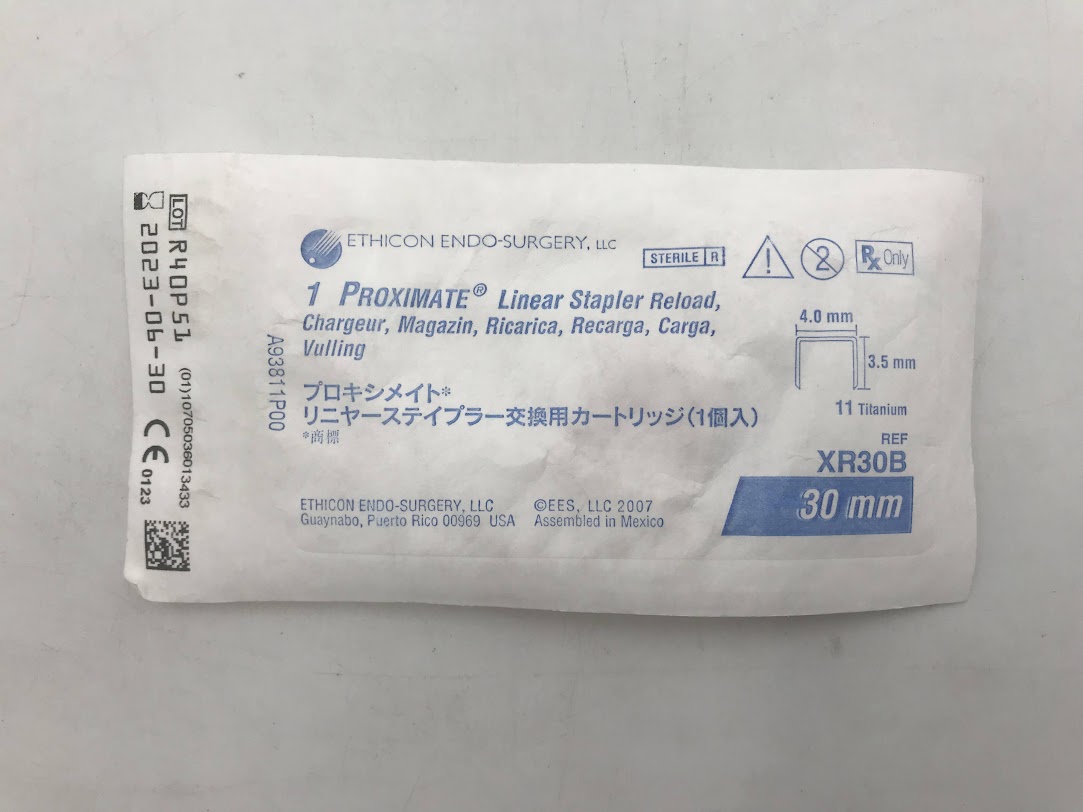 LOT R40P51
2023-06-30
(01)10705036013433
CE 0123
A93811P00
ETHICON ENDO-SURGERY, LLC
STERILE R
2
Rx Only
1 PROXIMATE® Linear Stapler Reload,
Chargeur, Magazin, Ricarica, Recarga, Carga,
Vulling
4.0 mm
3.5 mm
11 Titanium
プロキシメイト*
リニヤーステイプラー交換用カートリッジ(1個入)
*商標
REF
XR30B
30 mm
ETHICON ENDO-SURGERY, LLC ©EES, LLC 2007
Guaynabo, Puerto Rico 00969 USA Assembled in Mexico